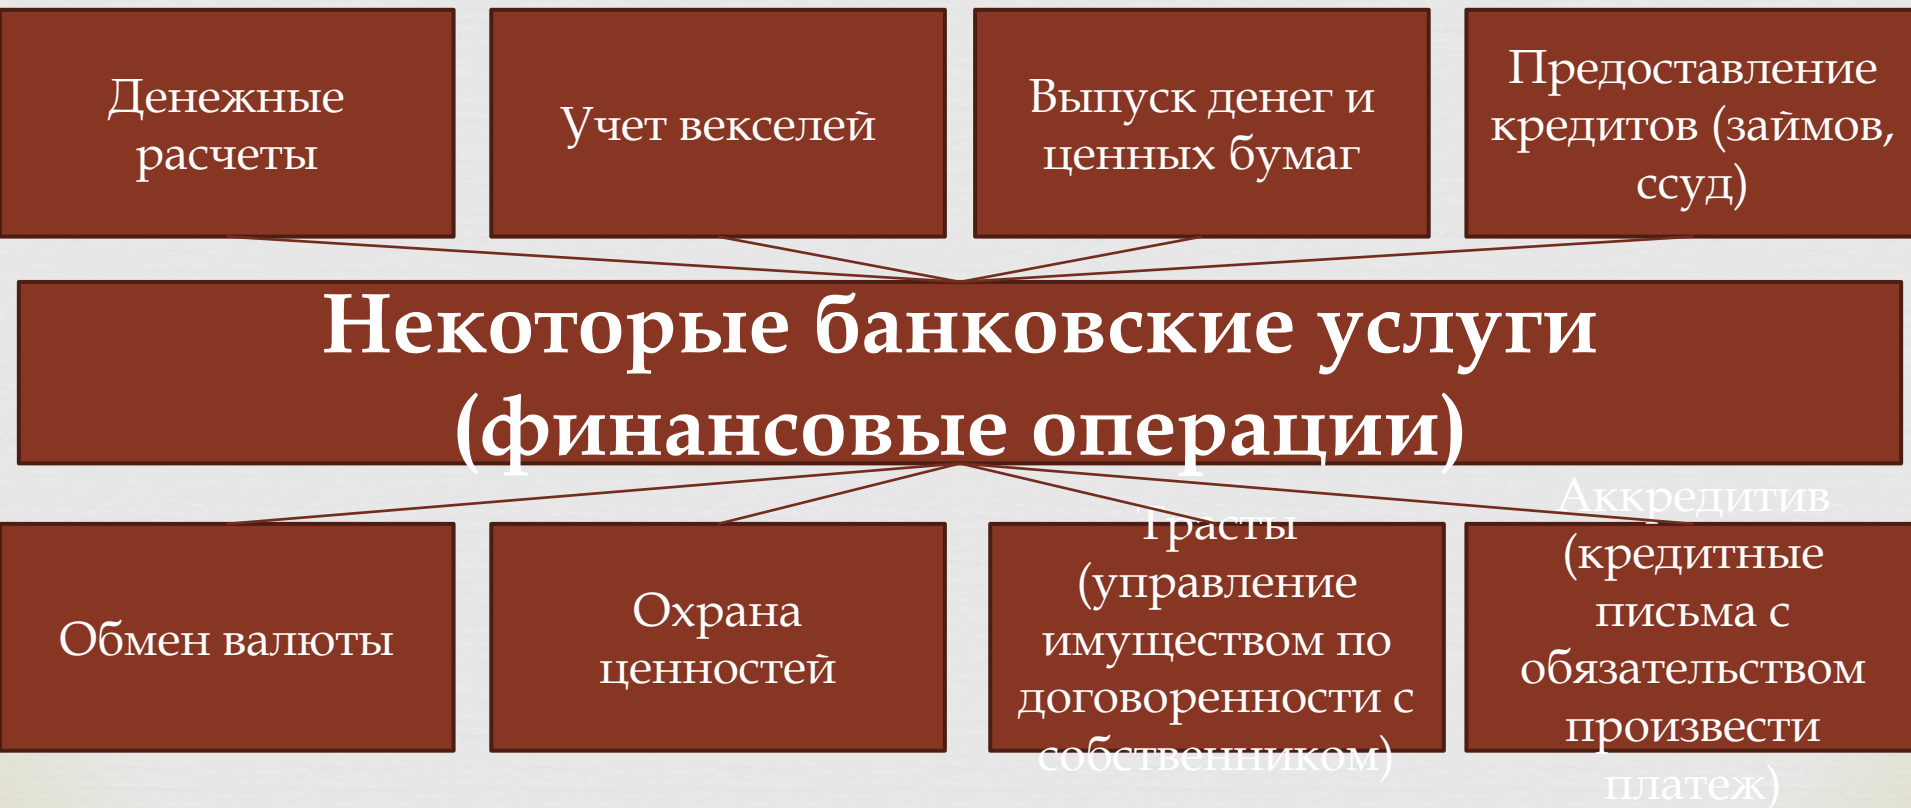 Денежные
расчеты
Учет векселей
Выпуск денег и
ценных бумаг
Предоставление
кредитов (займов,
ссуд)
Некоторые банковские услуги
(финансовые операции)
Обмен валюты
Охрана
ценностей
Трасты
(управление
имуществом по
договоренности с
собственником)
Аккредитив
(кредитные
письма с
обязательством
произвести
платеж)